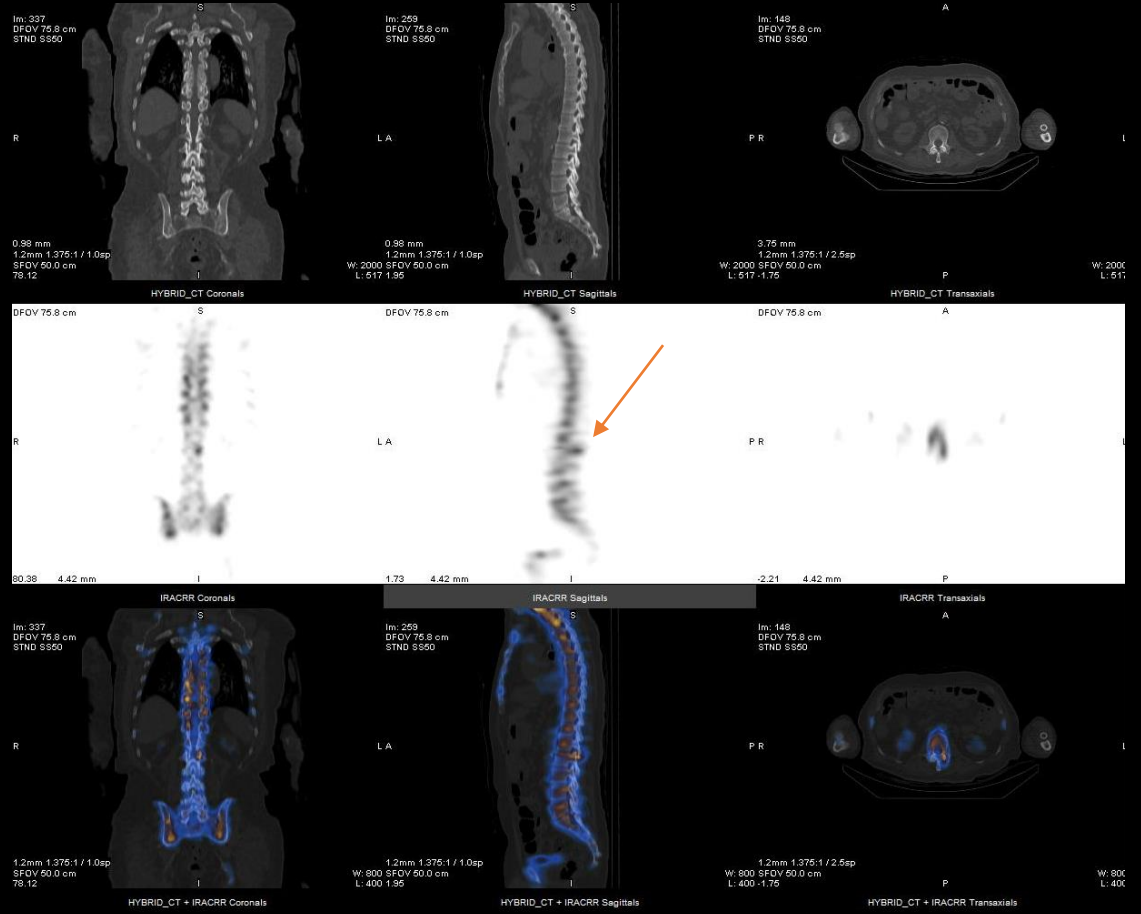 S
Im: 337
DFOV 75.8 cm
STND SS50
R
L
0.98 mm
1.2mm 1.375:1 / 1.0sp
SFOV 50.0 cm
78.12
W: 2000
L: 517
I
HYBRID_CT Coronals
S
Im: 259
DFOV 75.8 cm
STND SS50
A
P
0.98 mm
1.2mm 1.375:1 / 1.0sp
SFOV 50.0 cm
1.95
W: 2000
L: 517
I
HYBRID_CT Sagittals
A
Im: 148
DFOV 75.8 cm
STND SS50
R
L
3.75 mm
1.2mm 1.375:1 / 2.5sp
SFOV 50.0 cm
-1.75
W: 2000
L: 517
P
HYBRID_CT Transaxials
DFOV 75.8 cm
S
R
L
80.38 4.42 mm
I
IRACRR Coronals
DFOV 75.8 cm
S
A
P
1.73 4.42 mm
I
IRACRR Sagittals
DFOV 75.8 cm
A
R
L
-2.21 4.42 mm
P
IRACRR Transaxials
S
Im: 337
DFOV 75.8 cm
STND SS50
R
L
1.2mm 1.375:1 / 1.0sp
SFOV 50.0 cm
78.12
W: 800
L: 400
I
HYBRID_CT + IRACRR Coronals
S
Im: 259
DFOV 75.8 cm
STND SS50
A
P
1.2mm 1.375:1 / 1.0sp
SFOV 50.0 cm
1.95
W: 800
L: 400
I
HYBRID_CT + IRACRR Sagittals
A
Im: 148
DFOV 75.8 cm
STND SS50
R
L
1.2mm 1.375:1 / 2.5sp
SFOV 50.0 cm
-1.75
W: 800
L: 400
P
HYBRID_CT + IRACRR Transaxials